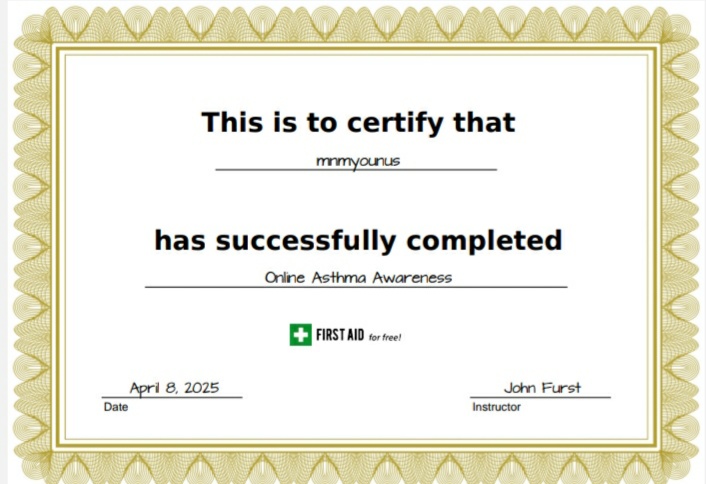 This is to certify that
mnmyounus
has successfully completed
Online Asthma Awareness
FIRST AID for free!
April 8, 2025
John Furst
Date
Instructor